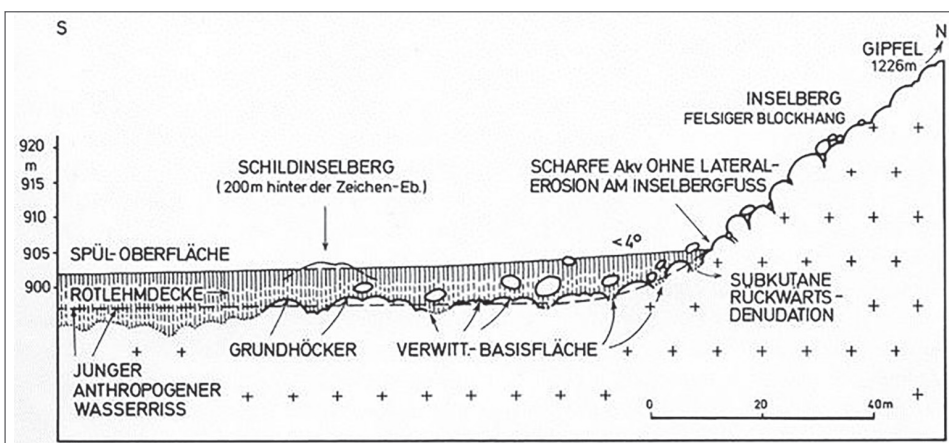 S
N
GIPFEL
1226m
INSELBERG
FELSIGER BLOCKHANG
920
m
915
910
905
900
SCHILDINSELBERG
(200m hinter der Zeichen-Eb.)
SCHARFE Akv OHNE LATERAL-
EROSION AM INSELBERGFUSS
SPÜL-OBERFLÄCHE
<4°
ROTLEHMDECKE
SUBKUTANE
RÜCKWÄRTS-
DENUDATION
GRUNDHÖCKER
VERWITT.-BASISFLÄCHE
JUNGER
ANTHROPOGENER
WASSERRISS
0
20
40m